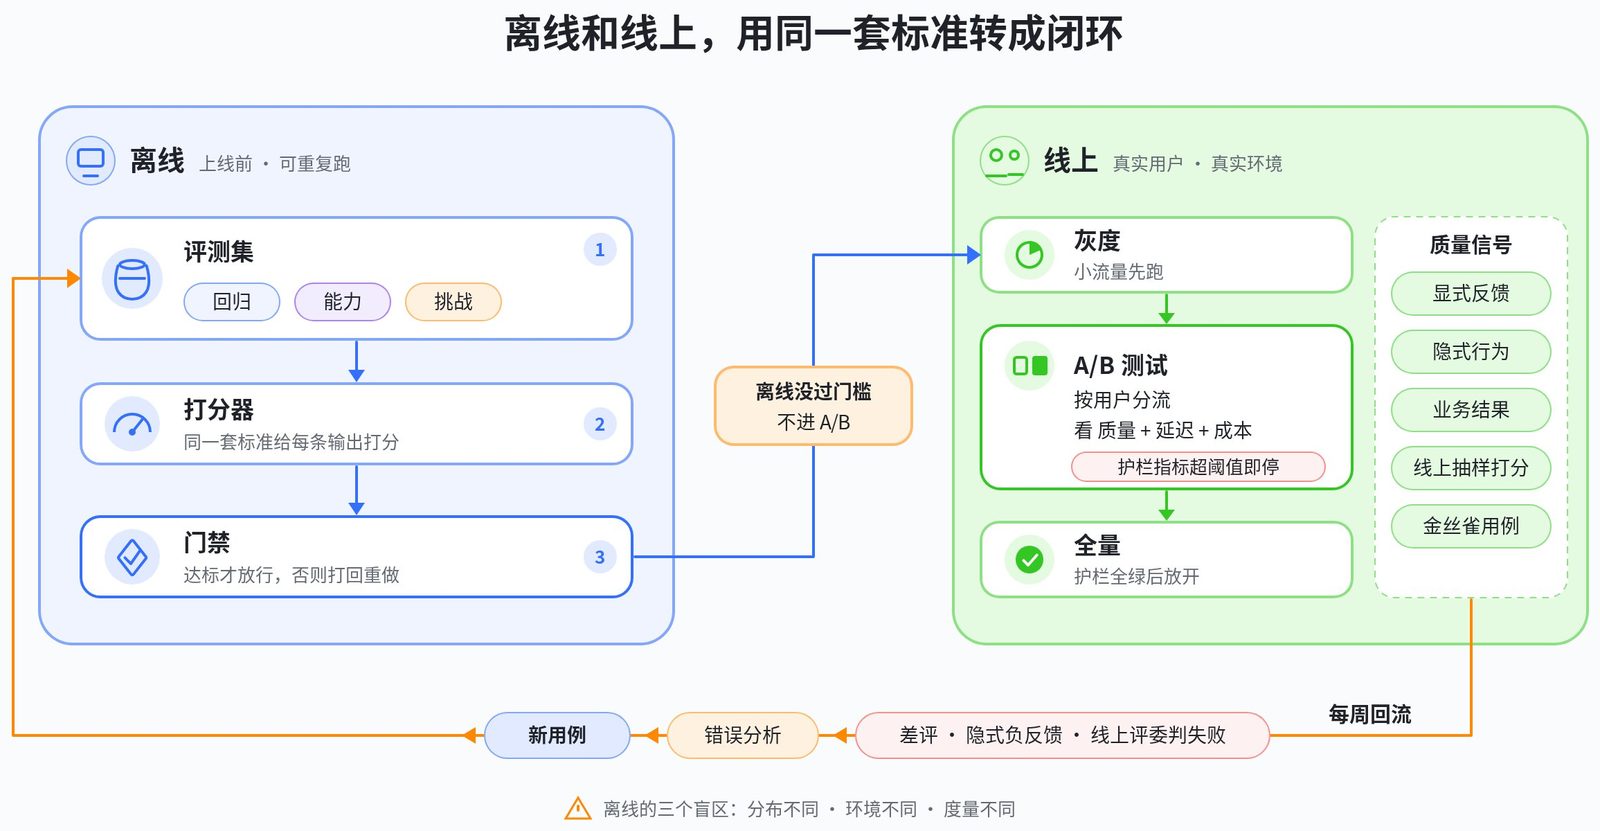 离线和线上，用同一套标准转成闭环
离线 上线前 · 可重复跑
评测集
1
回归
能力
挑战
打分器
同一套标准给每条输出打分
2
门禁
达标才放行，否则打回重做
3
离线没过门槛
不进 A/B
线上 真实用户 · 真实环境
灰度
小流量先跑
A/B 测试
按用户分流
看 质量 + 延迟 + 成本
护栏指标超阈值即停
全量
护栏全绿后放开
质量信号
显式反馈
隐式行为
业务结果
线上抽样打分
金丝雀用例
每周回流
差评 · 隐式负反馈 · 线上评委判失败
错误分析
新用例
离线的三个盲区：分布不同 · 环境不同 · 度量不同